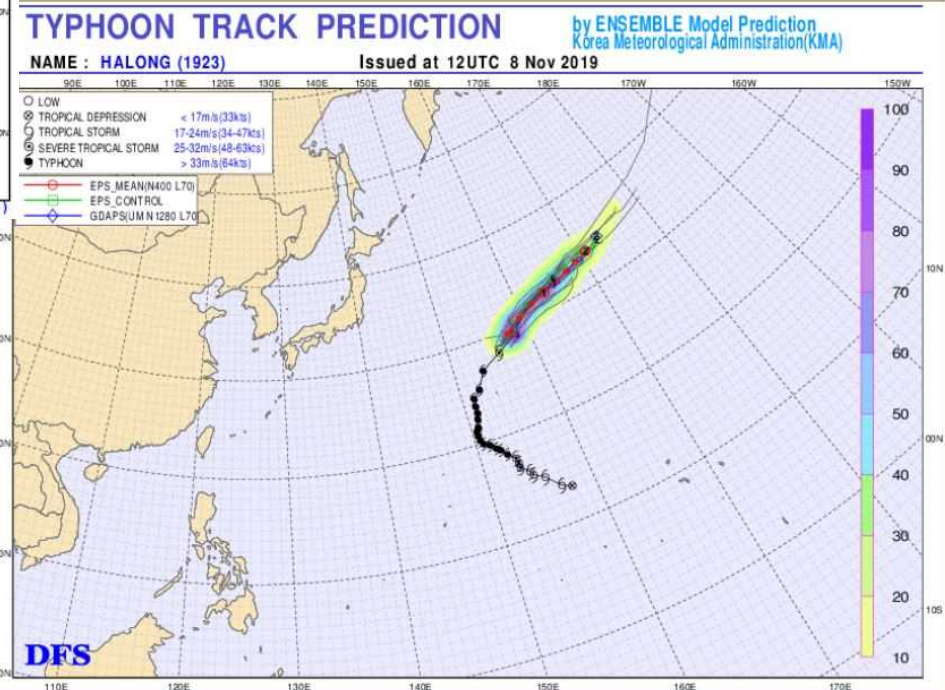 TYPHOON TRACK PREDICTION
by ENSEMBLE Model Prediction
Korea Meteorological Administration(KMA)
NAME : HALONG (1923)
Issued at 12UTC 8 Nov 2019
90E 100E 110E 120E 130E 140E 150E 160E 170E 180E 170W 160W 150W
LOW
TROPICAL DEPRESSION < 17m/s(33kts)
TROPICAL STORM 17-24m/s(34-47kts)
SEVERE TROPICAL STORM 25-32m/s(48-63kts)
TYPHOON > 33m/s(64kts)
EPS_MEAN(N400 L70)
EPS_CONTROL
GDAPS(UM N1280 L70
100
90
80
70
60
50
40
30
20
10
10N
00N
10S
DFS
110E 120E 130E 140E 150E 160E 170E